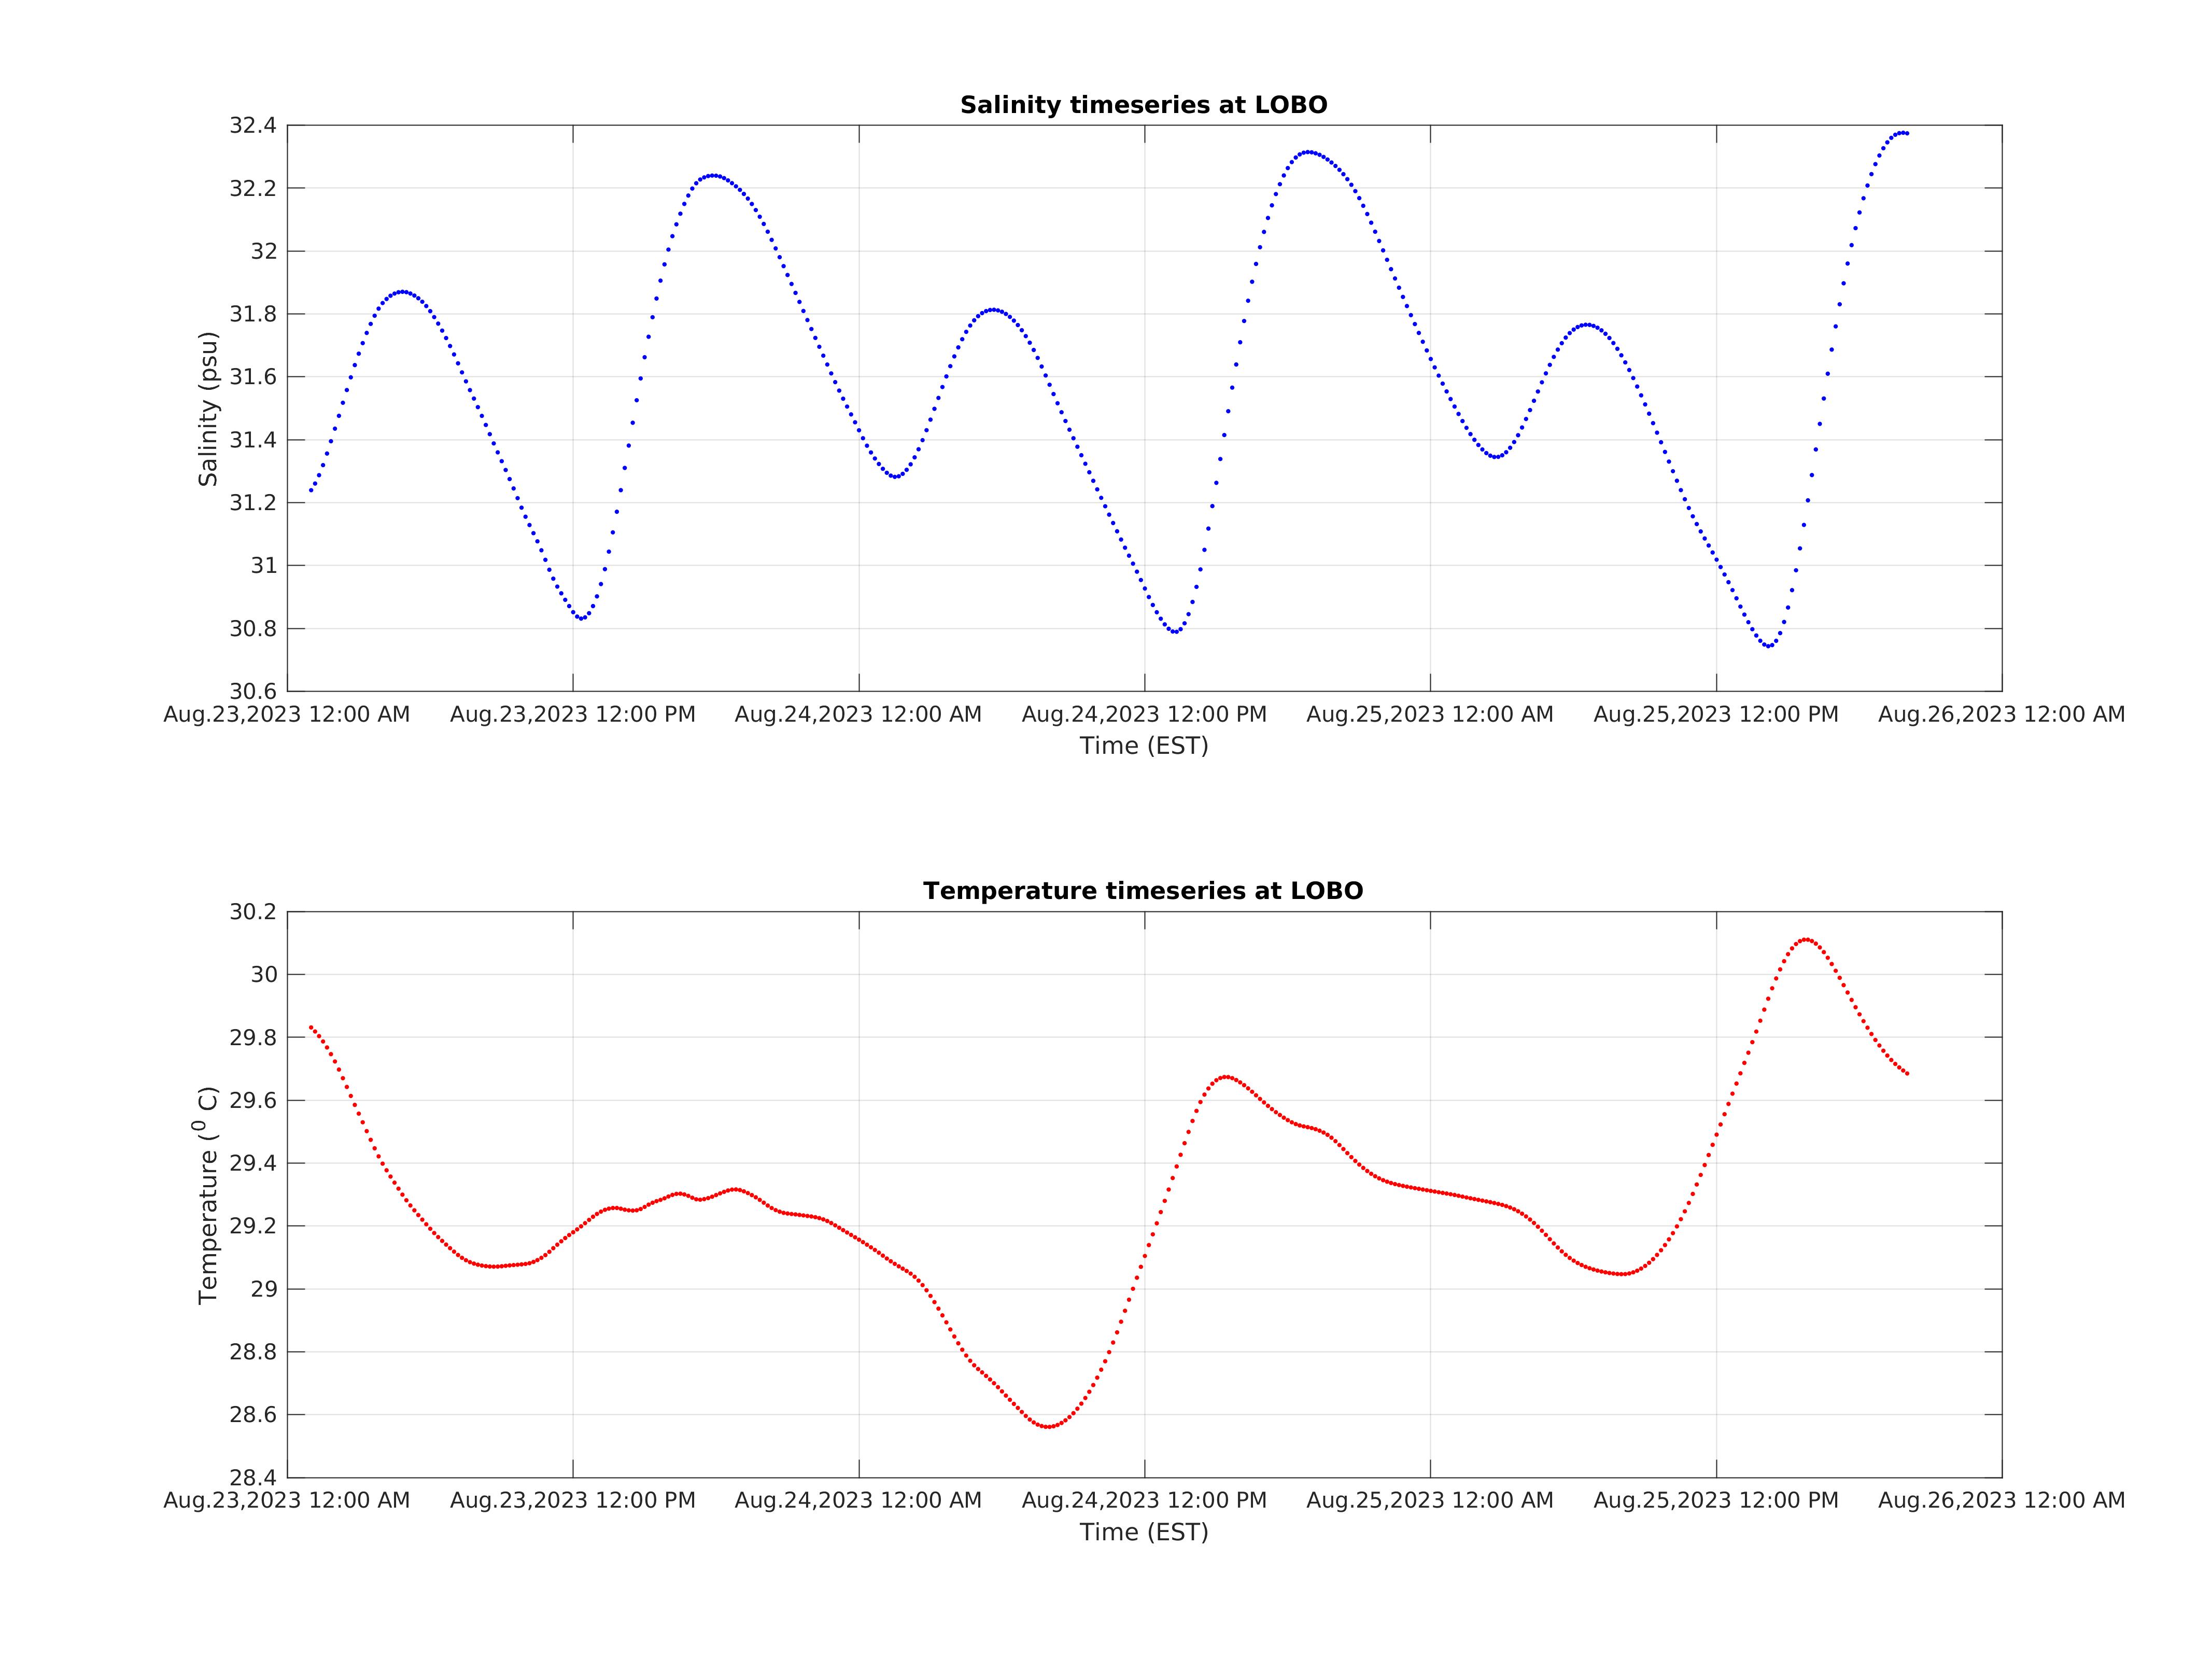 Salinity timeseries at LOBO
32.4
32.2
32
31.8
31.6
31.4
31.2
31
30.8
30.6
Salinity (psu)
Aug.23,2023 12:00 AM Aug.23,2023 12:00 PM Aug.24,2023 12:00 AM Aug.24,2023 12:00 PM Aug.25,2023 12:00 AM Aug.25,2023 12:00 PM Aug.26,2023 12:00 AM
Time (EST)
Temperature timeseries at LOBO
30.2
30
29.8
29.6
29.4
29.2
29
28.8
28.6
28.4
Temperature (⁰ C)
Aug.23,2023 12:00 AM Aug.23,2023 12:00 PM Aug.24,2023 12:00 AM Aug.24,2023 12:00 PM Aug.25,2023 12:00 AM Aug.25,2023 12:00 PM Aug.26,2023 12:00 AM
Time (EST)